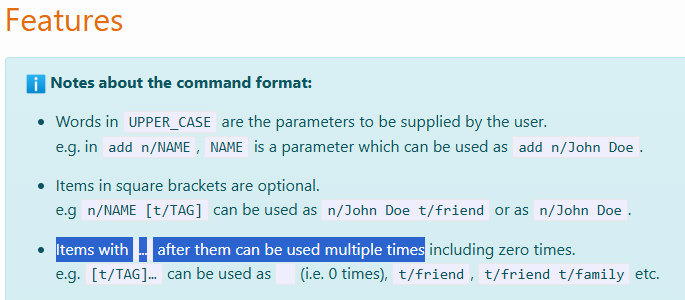 Features
i Notes about the command format:
• Words in UPPER_CASE are the parameters to be supplied by the user.
e.g. in add n/NAME, NAME is a parameter which can be used as add n/John Doe.
• Items in square brackets are optional.
e.g n/NAME [t/TAG] can be used as n/John Doe t/friend or as n/John Doe.
• Items with … after them can be used multiple times including zero times.
e.g. [t/TAG]… can be used as   (i.e. 0 times), t/friend, t/friend t/family etc.